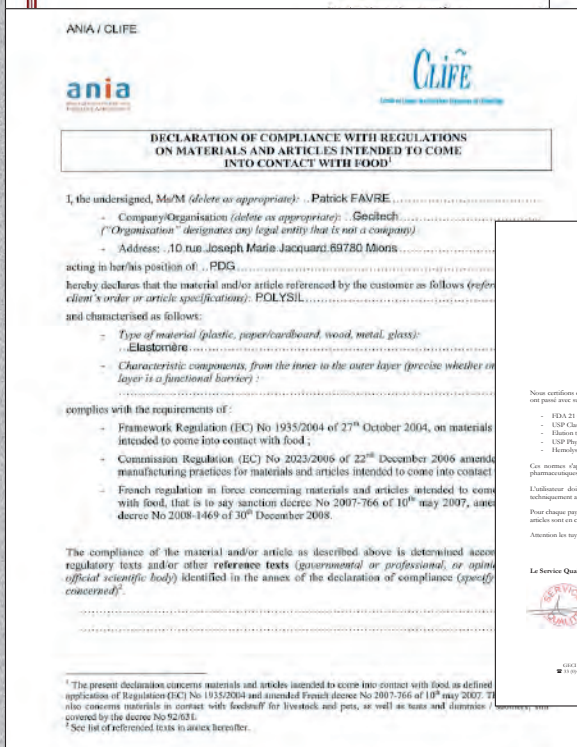 ANIA / CLIFE
ania
CLIFE
DECLARATION OF COMPLIANCE WITH REGULATIONS
ON MATERIALS AND ARTICLES INTENDED TO COME
INTO CONTACT WITH FOOD¹
I, the undersigned, Ms/M (delete as appropriate): ..Patrick FAVRE
- Company/Organisation (delete as appropriate): ..Gecitech
("Organisation" designates any legal entity that is not a company)
- Address: ..10 rue Joseph Marie Jacquard 69780 Mions
acting in her/his position of: ..PDG
hereby declares that the material and/or article referenced by the customer as follows (refer
client's order or article specifications): POLYSIL
and characterised as follows:
- Type of material (plastic, paper/cardboard, wood, metal, glass):
...Elastomère
- Characteristic components, from the inner to the outer layer (precise whether
layer is a functional barrier) :
complies with the requirements of :
- Framework Regulation (EC) No 1935/2004 of 27th October 2004, on materials
intended to come into contact with food ;
- Commission Regulation (EC) No 2023/2006 of 22nd December 2006 amende
manufacturing practices for materials and articles intended to come into contact
- French regulation in force concerning materials and articles intended to come
with food, that is to say sanction decree No 2007-766 of 10th may 2007, amen
decree No 2008-1469 of 30th December 2008.
The compliance of the material and/or article as described above is determined accor
regulatory texts and/or other reference texts (governmental or professional, or opini
official scientific body) identified in the annex of the declaration of compliance (specify
concerned)².
¹ The present declaration concerns materials and articles intended to come into contact with food as defined
application of Regulation (EC) No 1935/2004 and amended French decree No 2007-766 of 10th may 2007. T
also concerns materials in contact with feedstuff for livestock and pets, as well as teats and dummies /
covered by the decree No 92/631.
² See list of referenced texts in annex hereafter.
Nous certifions
ont passé avec
- FDA 21
- USP Cla
- Elution
- USP Phy
- Hemolys
Ces normes s'ap
pharmaceutiques
L'utilisateur doi
techniquement a
Pour chaque pay
articles sont en c
Attention les tuy
Le Service Qua
SERVIC
QUALIT
GECI